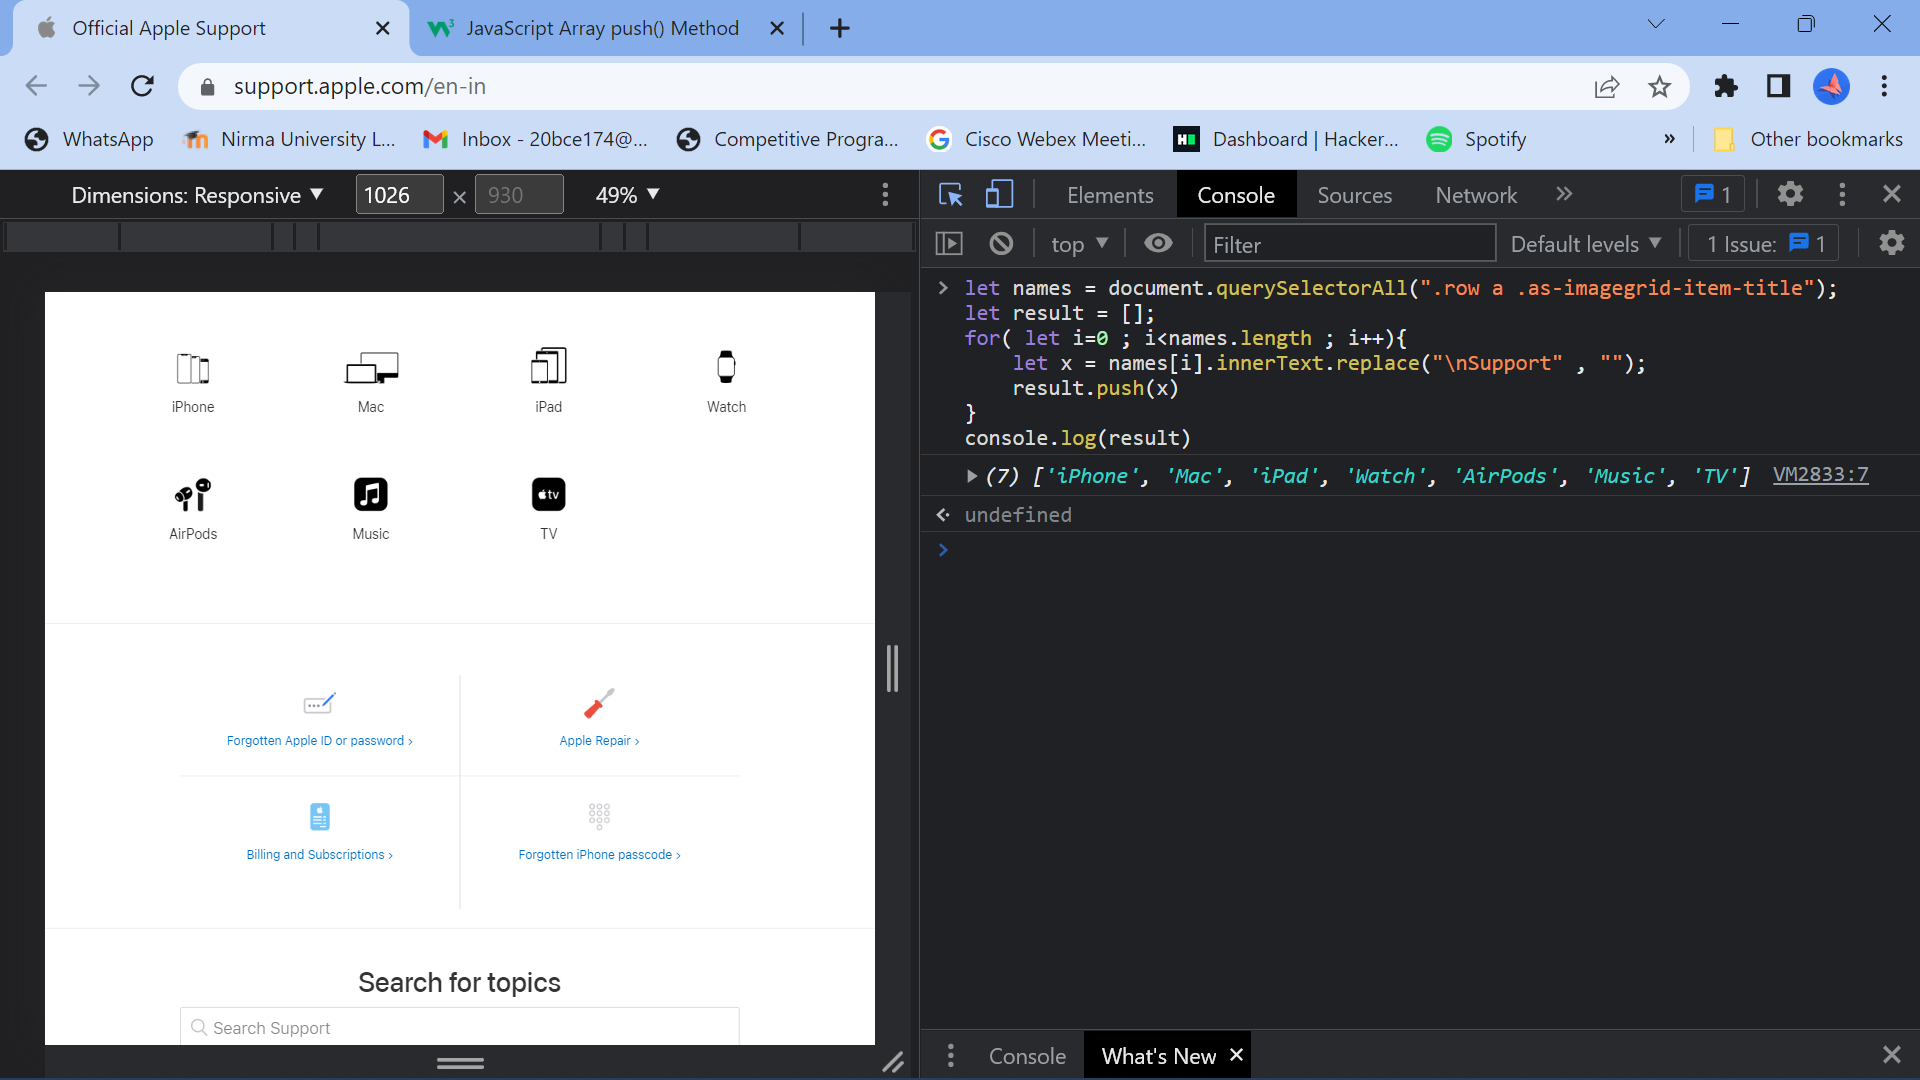 Official Apple Support
W3 JavaScript Array push() Method
support.apple.com/en-in
WhatsApp
Nirma University L...
Inbox - 20bce174@...
Competitive Progra...
Cisco Webex Meeti...
Dashboard | Hacker...
Spotify
»
Other bookmarks
Dimensions: Responsive ▼ 1026 × 930 49% ▼
Elements Console Sources Network » 1
top ▼ Filter Default levels ▼ 1 Issue: 1
let names = document.querySelectorAll(".row a .as-imagegrid-item-title");
let result = [];
for( let i=0 ; i<names.length ; i++){
let x = names[i].innerText.replace("\nSupport" , "");
result.push(x)
}
console.log(result)
(7) ['iPhone', 'Mac', 'iPad', 'Watch', 'AirPods', 'Music', 'TV'] VM2833:7
undefined
iPhone Mac iPad Watch
tv
AirPods Music TV
Forgotten Apple ID or password › Apple Repair ›
Billing and Subscriptions › Forgotten iPhone passcode ›
Search for topics
Search Support
Console What's New